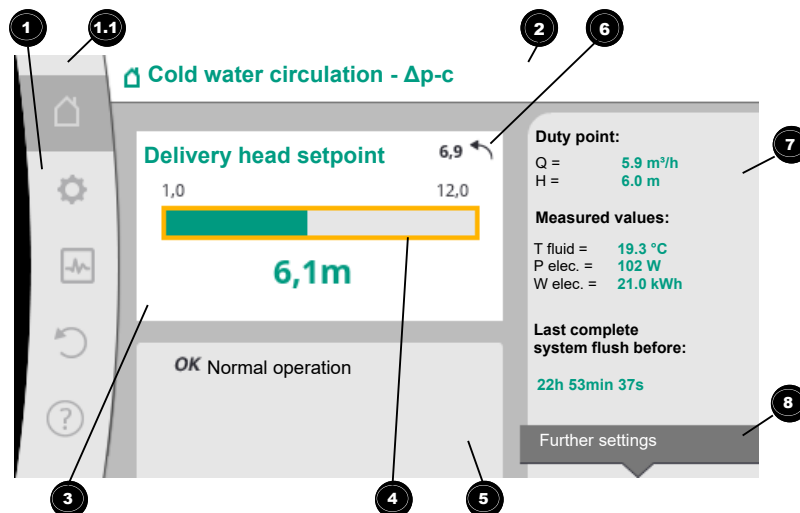 1
1.1
2
6
Cold water circulation - Δp-c
Delivery head setpoint
6,9
1,0
12,0
6,1m
OK Normal operation
Duty point:
Q = 5.9 m³/h
H = 6.0 m
7
Measured values:
T fluid = 19.3 °C
P elec. = 102 W
W elec. = 21.0 kWh
Last complete
system flush before:
22h 53min 37s
8
Further settings
?
3
4
5